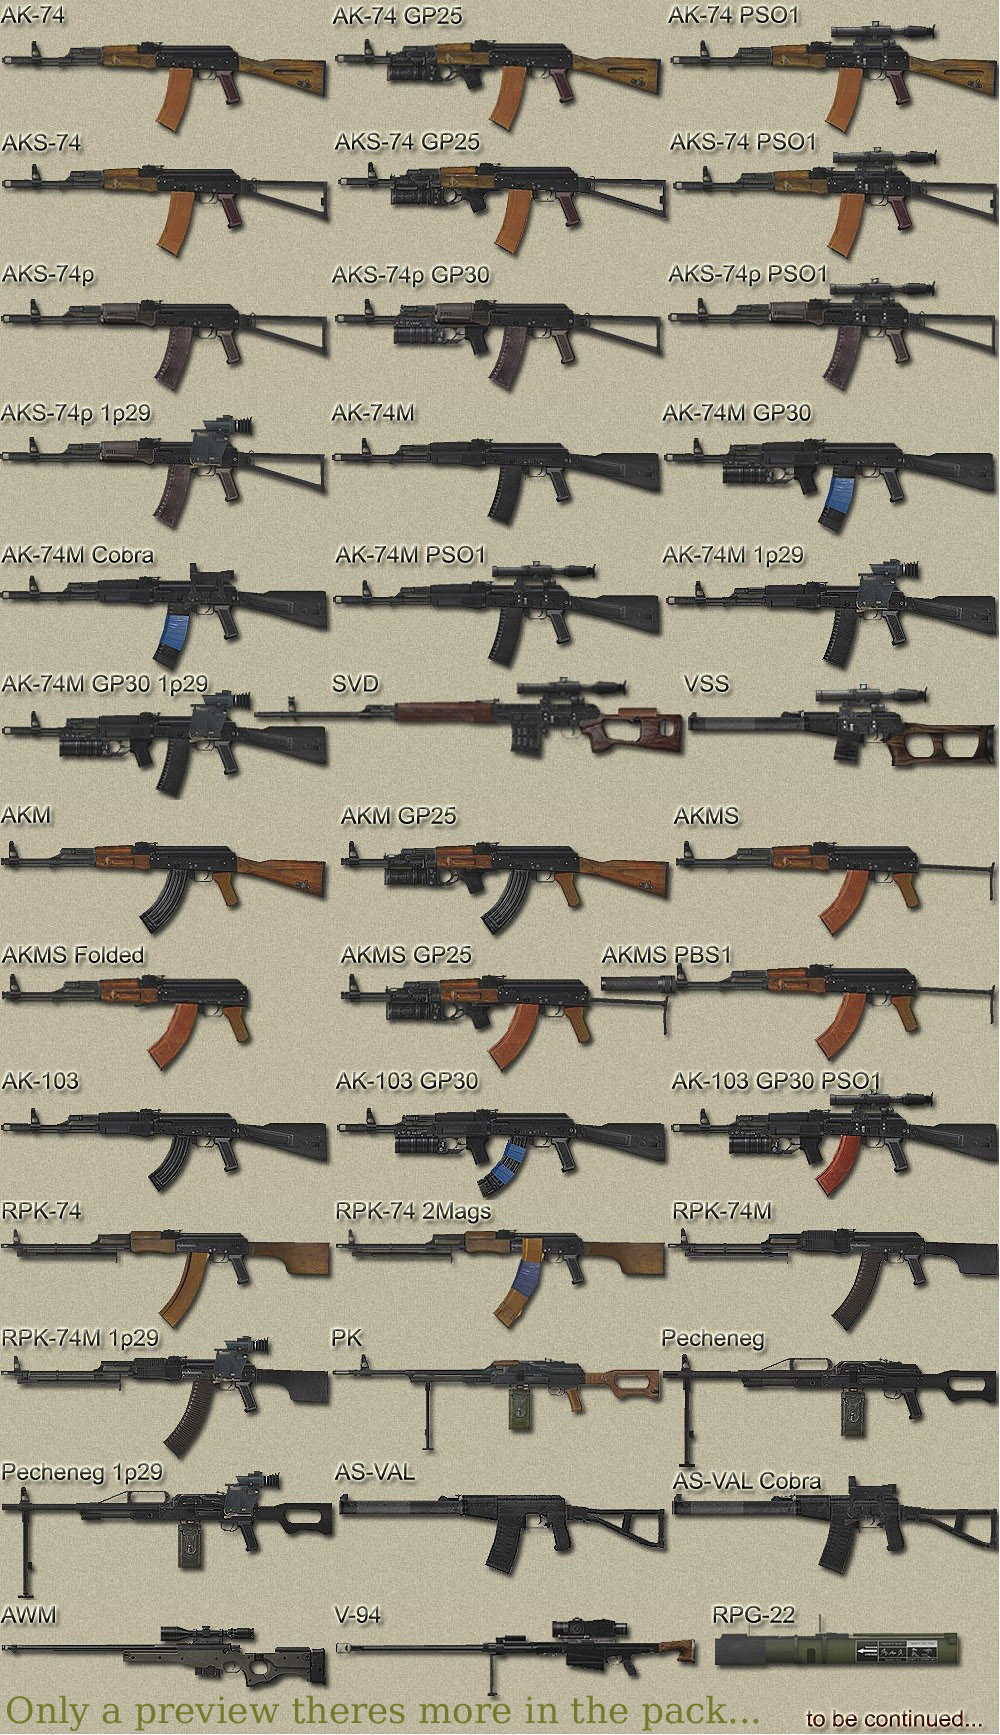 AK-74 AK-74 GP25 AK-74 PSO1
AKS-74 AKS-74 GP25 AKS-74 PSO1
AKS-74p AKS-74p GP30 AKS-74p PSO1
AKS-74p 1p29 AK-74M AK-74M GP30
AK-74M Cobra AK-74M PSO1 AK-74M 1p29
AK-74M GP30 1p29 SVD VSS
AKM AKM GP25 AKMS
AKMS Folded AKMS GP25 AKMS PBS1
AK-103 AK-103 GP30 AK-103 GP30 PSO1
RPK-74 RPK-74 2Mags RPK-74M
RPK-74M 1p29 PK Pecheneg
Pecheneg 1p29 AS-VAL AS-VAL Cobra
AWM V-94 RPG-22
Only a preview theres more in the pack...
to be continued...